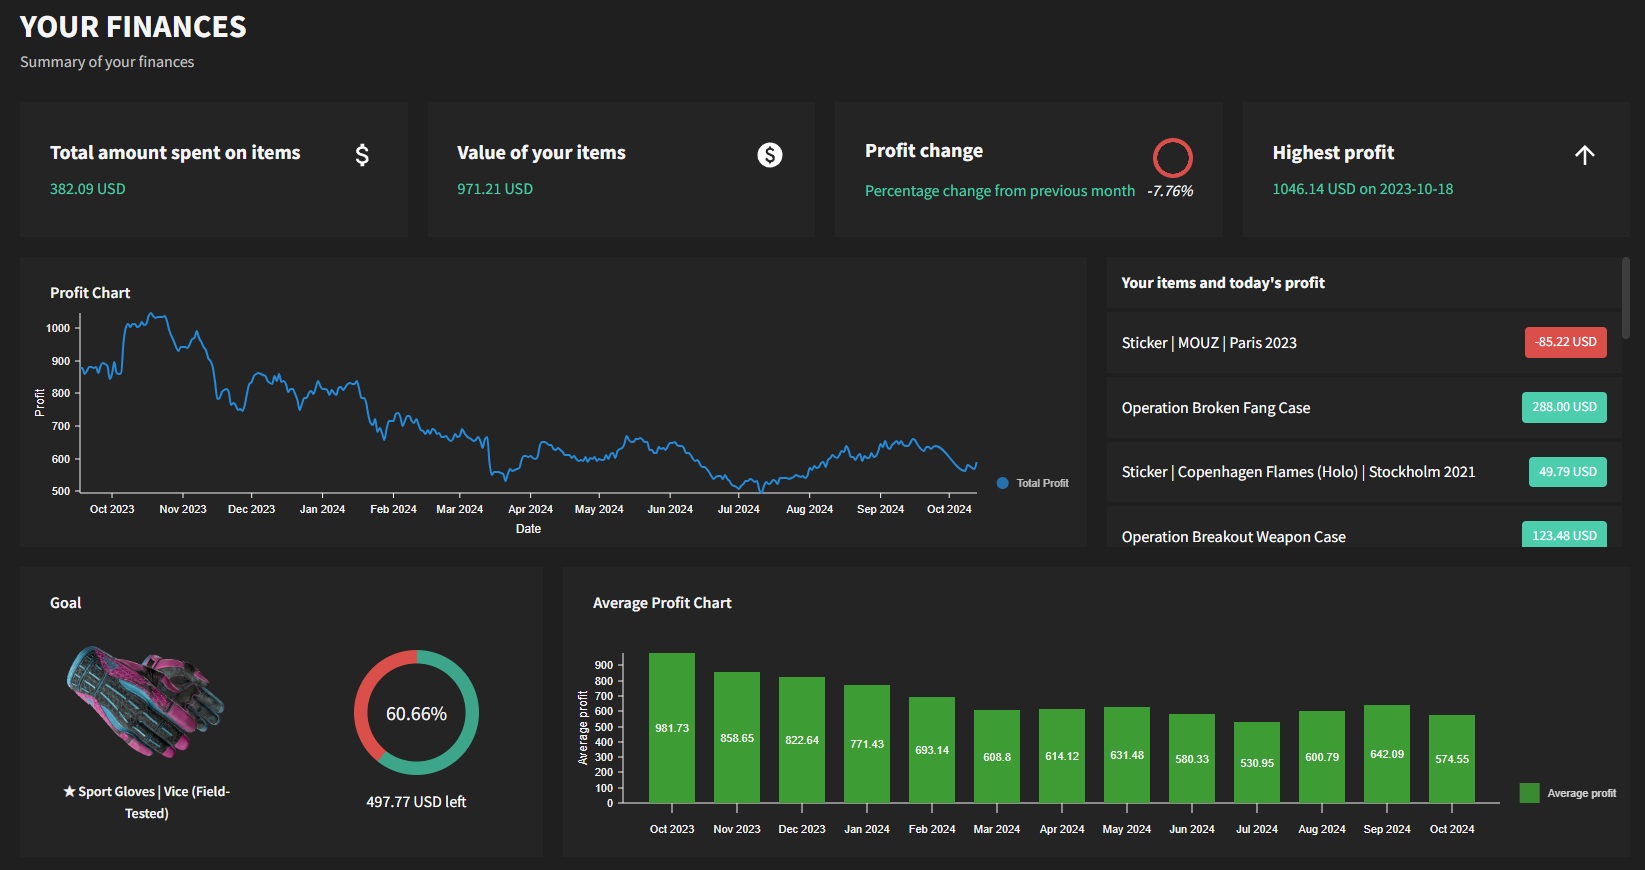 YOUR FINANCES
Summary of your finances
Total amount spent on items
382.09 USD
Value of your items
971.21 USD
Profit change
Percentage change from previous month -7.76%
Highest profit
1046.14 USD on 2023-10-18
Profit Chart
1000
900
800
700
600
500
Profit
Oct 2023 Nov 2023 Dec 2023 Jan 2024 Feb 2024 Mar 2024 Apr 2024 May 2024 Jun 2024 Jul 2024 Aug 2024 Sep 2024 Oct 2024
Date
Total Profit
Your items and today's profit
Sticker | MOUZ | Paris 2023 -85.22 USD
Operation Broken Fang Case 288.00 USD
Sticker | Copenhagen Flames (Holo) | Stockholm 2021 49.79 USD
Operation Breakout Weapon Case 123.48 USD
Goal
60.66%
★ Sport Gloves | Vice (Field-
Tested)
497.77 USD left
Average Profit Chart
900
800
700
600
500
400
300
200
100
0
Average profit
981.73 858.65 822.64 771.43 693.14 608.8 614.12 631.48 580.33 530.95 600.79 642.09 574.55
Oct 2023 Nov 2023 Dec 2023 Jan 2024 Feb 2024 Mar 2024 Apr 2024 May 2024 Jun 2024 Jul 2024 Aug 2024 Sep 2024 Oct 2024
Average profit